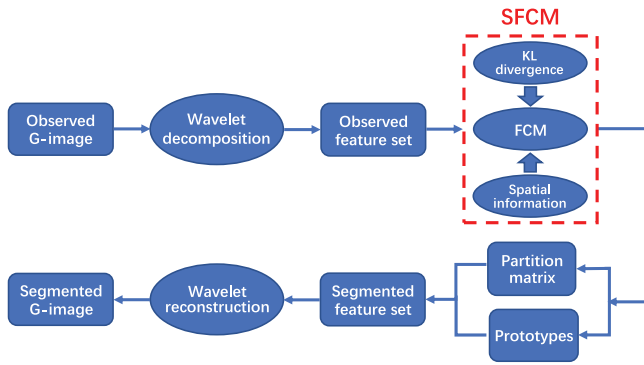 SFCM
KL
divergence
Observed
G-image
Wavelet
decomposition
Observed
feature set
FCM
Spatial
information
Segmented
G-image
Wavelet
reconstruction
Segmented
feature set
Partition
matrix
Prototypes